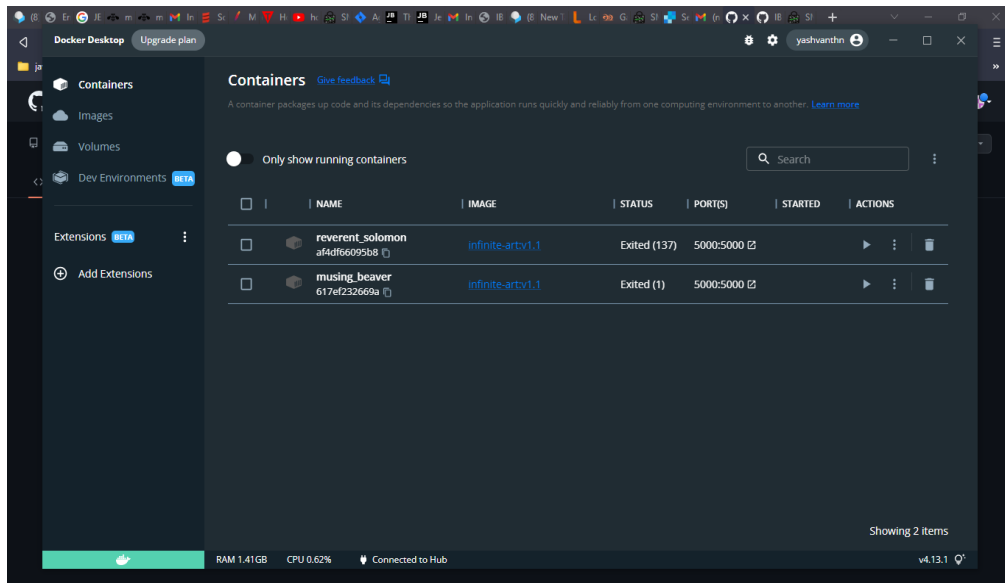 Docker Desktop Upgrade plan
yashvanthn
Containers
Images
Volumes
Dev Environments BETA
Extensions BETA
Add Extensions
Containers Give feedback
A container packages up code and its dependencies so the application runs quickly and reliably from one computing environment to another. Learn more
Only show running containers
Search
NAME IMAGE STATUS PORT(S) STARTED ACTIONS
reverent_solomon infinite-art:v1.1 Exited (137) 5000:5000
af4df66095b8
musing_beaver infinite-art:v1.1 Exited (1) 5000:5000
617ef232669a
Showing 2 items
RAM 1.41GB CPU 0.62% Connected to Hub v4.13.1